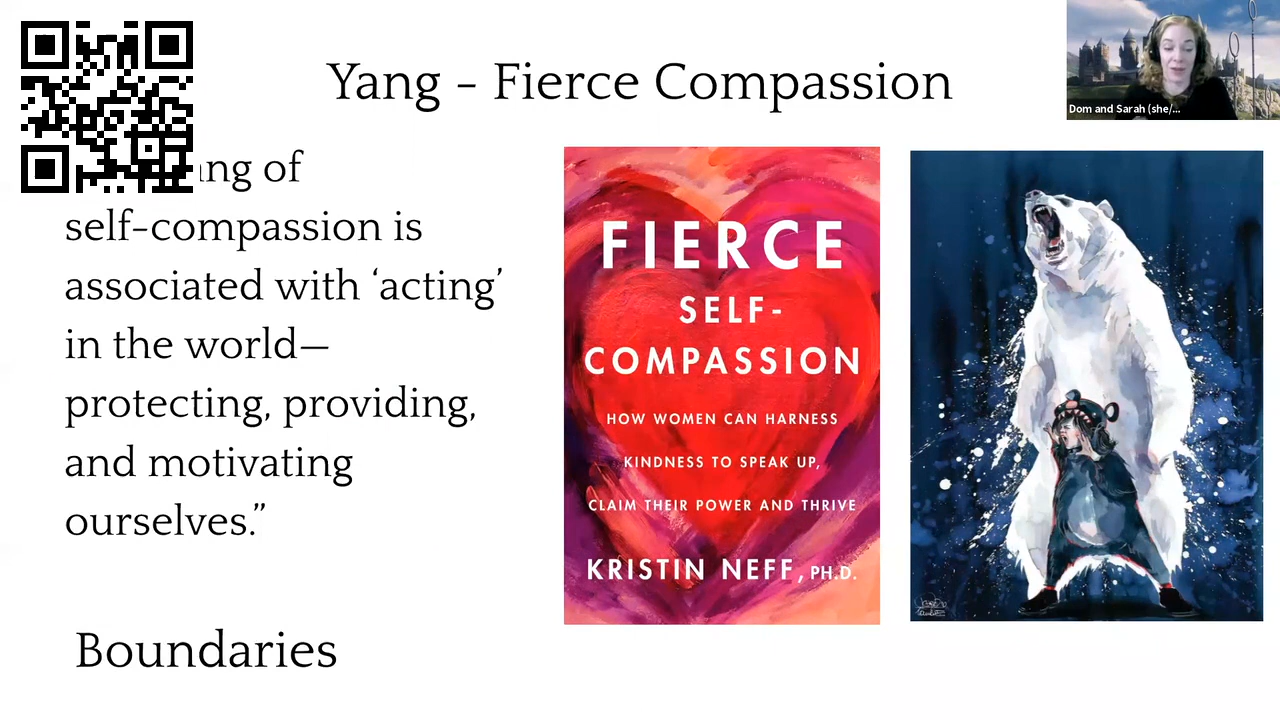 Yang - Fierce Compassion
Dom and Sarah (she/...
of
self-compassion is
associated with ‘acting’
in the world—
protecting, providing,
and motivating
ourselves.”
Boundaries
FIERCE
SELF-
COMPASSION
HOW WOMEN CAN HARNESS
KINDNESS TO SPEAK UP,
CLAIM THEIR POWER AND THRIVE
KRISTIN NEFF, PH.D.